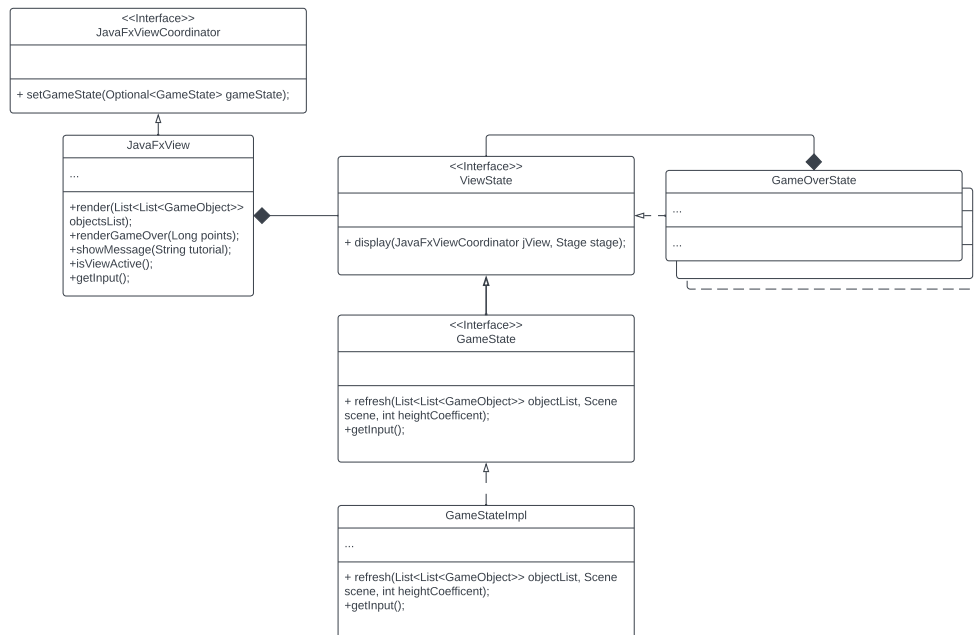 <<Interface>>
JavaFxViewCoordinator
+ setGameState(Optional<GameState> gameState);
JavaFxView
...
+render(List<List<GameObject>>
objectsList);
+renderGameOver(Long points);
+showMessage(String tutorial);
+isViewActive();
+getInput();
<<Interface>>
ViewState
+ display(JavaFxViewCoordinator jView, Stage stage);
GameOverState
...
...
<<Interface>>
GameState
+ refresh(List<List<GameObject>> objectList, Scene
scene, int heightCoefficent);
+getInput();
GameStateImpl
...
+ refresh(List<List<GameObject>> objectList, Scene
scene, int heightCoefficent);
+getInput();